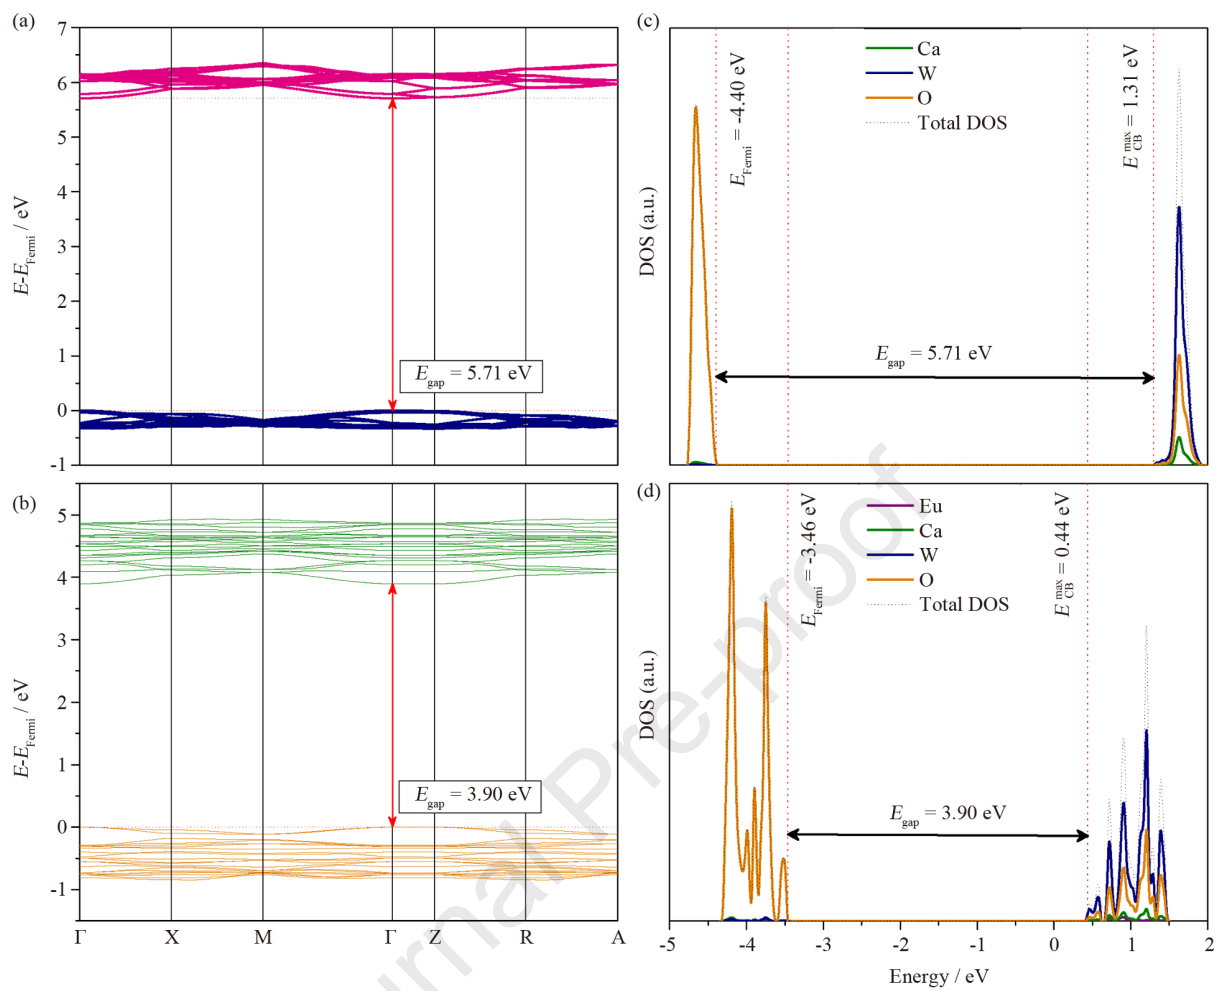 (a)
7
6
5
4
3
2
1
0
-1
E-E_Fermi / eV
E_gap = 5.71 eV
(c)
Ca
W
O
Total DOS
E_Fermi = -4.40 eV
E_CB^max = 1.31 eV
DOS (a.u.)
E_gap = 5.71 eV
(b)
5
4
3
2
1
0
-1
E-E_Fermi / eV
E_gap = 3.90 eV
Γ X M Γ Z R A
(d)
Eu
Ca
W
O
Total DOS
E_Fermi = -3.46 eV
E_CB^max = 0.44 eV
DOS (a.u.)
E_gap = 3.90 eV
-5 -4 -3 -2 -1 0 1 2
Energy / eV
urnal Pre-proof